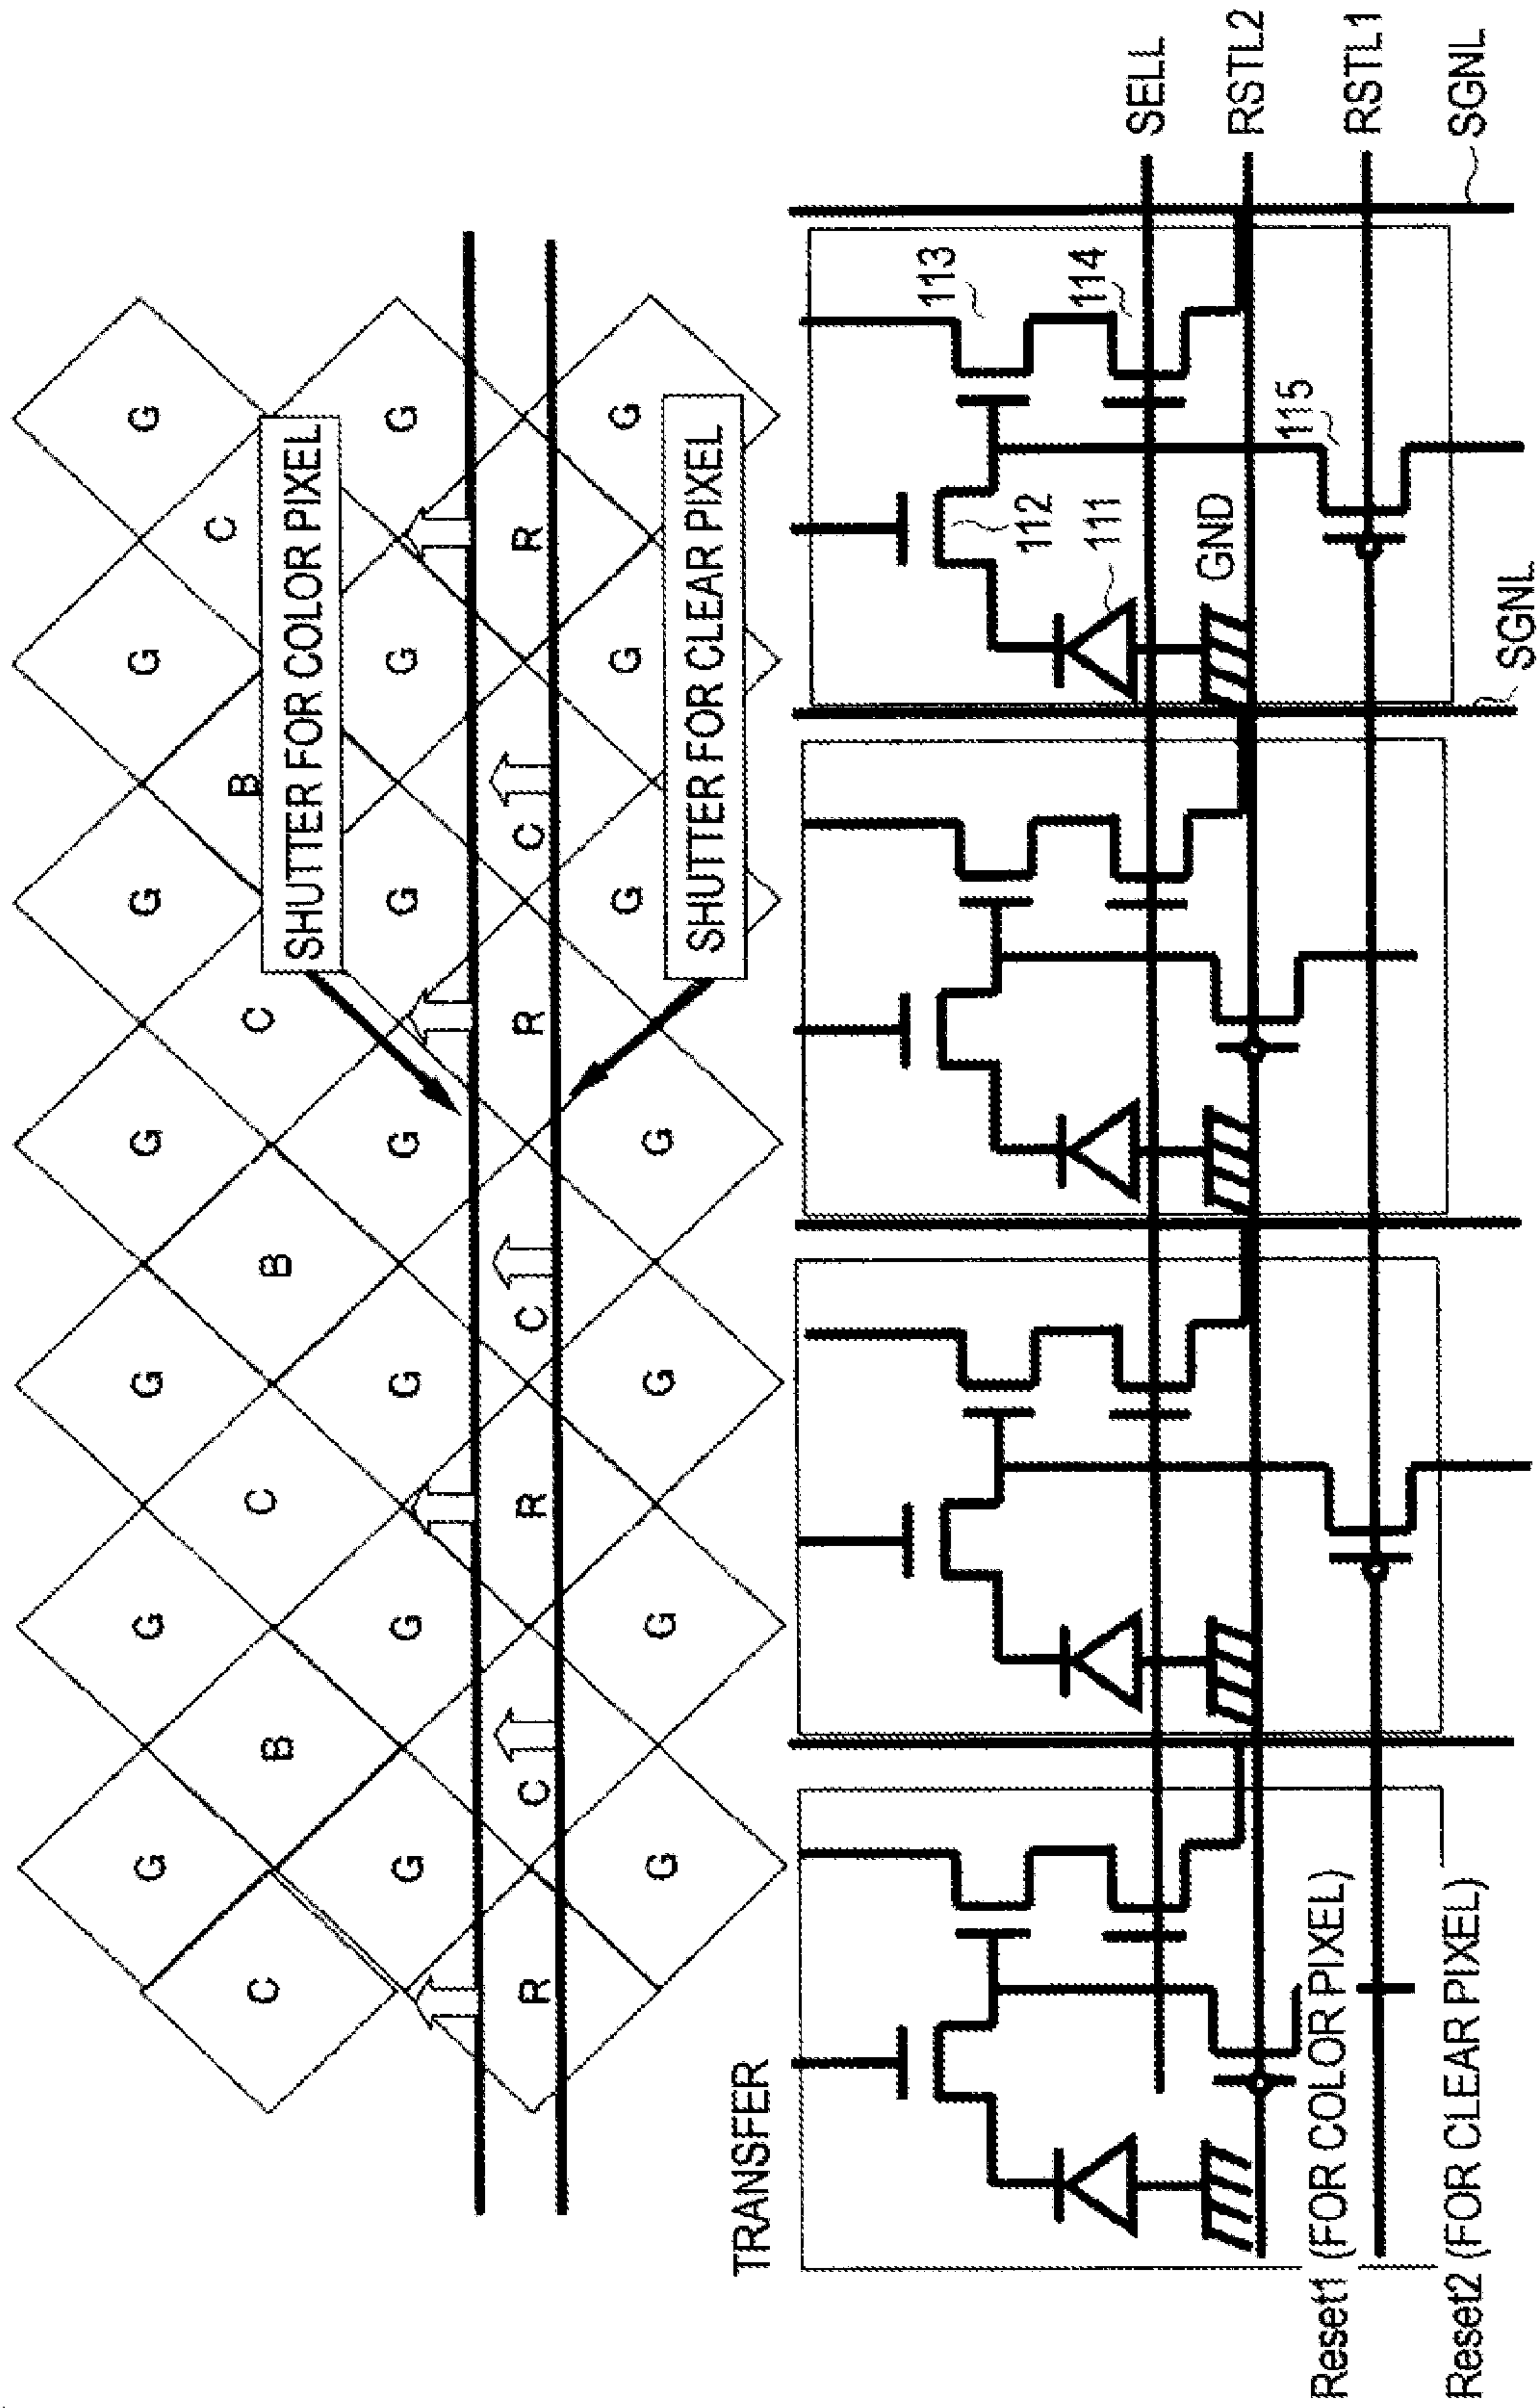 G G G G G G G
C B C B C B C
SHUTTER FOR COLOR PIXEL
G G G G G G G
R C R C R C R
G G G G G G G
SHUTTER FOR CLEAR PIXEL
TRANSFER
113
112
114
111
SELL
GND
RSTL2
115
Reset1 (FOR COLOR PIXEL)
RSTL1
Reset2 (FOR CLEAR PIXEL)
SGNL
SGNL